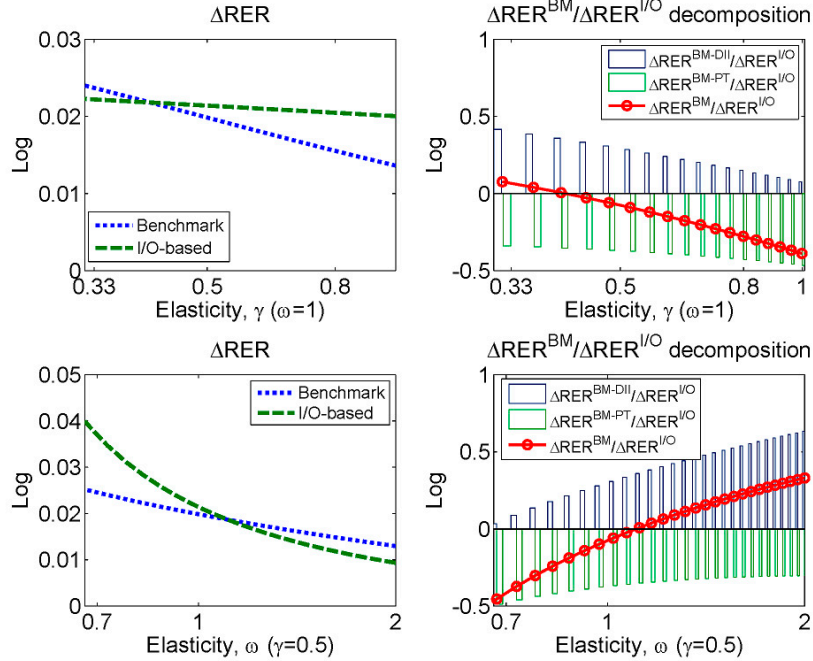 ΔRER
0.03
0.02
0.01
0
Log
Benchmark
I/O-based
0.33
0.5
0.8
Elasticity, γ (ω=1)
ΔRER^BM/ΔRER^I/O decomposition
1
0.5
0
-0.5
Log
ΔRER^BM-DII/ΔRER^I/O
ΔRER^BM-PT/ΔRER^I/O
ΔRER^BM/ΔRER^I/O
0.33
0.5
0.8
1
Elasticity, γ (ω=1)
ΔRER
0.05
0.04
0.03
0.02
0.01
0
Log
Benchmark
I/O-based
0.7
1
2
Elasticity, ω (γ=0.5)
ΔRER^BM/ΔRER^I/O decomposition
1
0.5
0
-0.5
Log
ΔRER^BM-DII/ΔRER^I/O
ΔRER^BM-PT/ΔRER^I/O
ΔRER^BM/ΔRER^I/O
0.7
1
2
Elasticity, ω (γ=0.5)